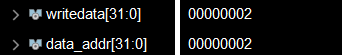 writedata[31:0] 00000002
data_addr[31:0] 00000002